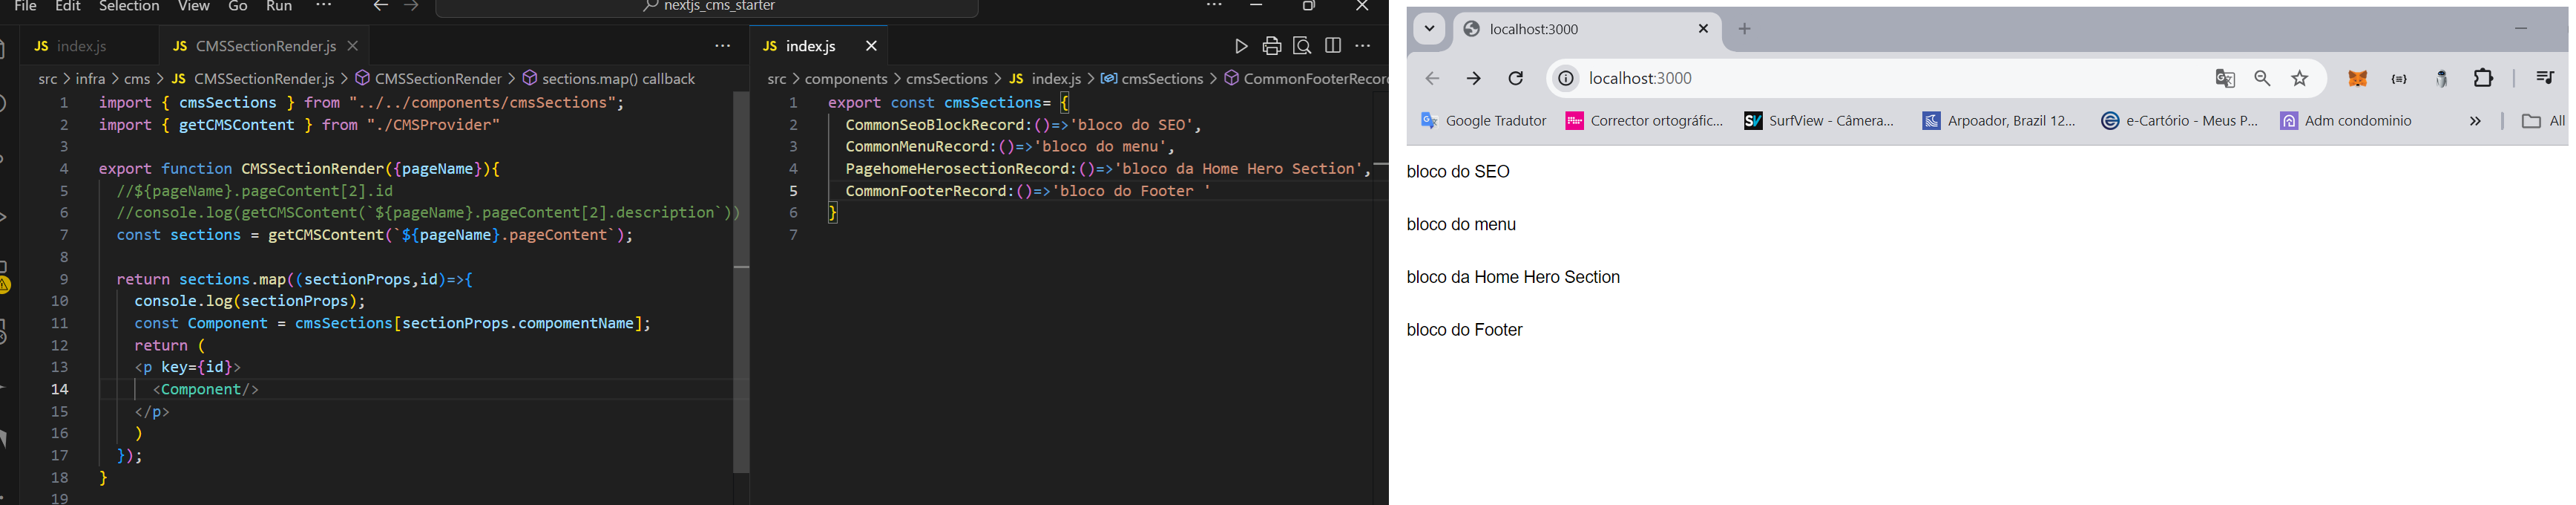 File Edit Selection View Go Run ··· ← → nextjs_cms_starter ···
JS index.js JS CMSSectionRender.js ···
src > infra > cms > JS CMSSectionRender.js > CMSSectionRender > sections.map() callback
1 import { cmsSections } from "../../components/cmsSections";
2 import { getCMSContent } from "./CMSProvider"
3
4 export function CMSSectionRender({pageName}){
5 //${pageName}.pageContent[2].id
6 //console.log(getCMSContent(`${pageName}.pageContent[2].description`))
7 const sections = getCMSContent(`${pageName}.pageContent`);
8
9 return sections.map((sectionProps,id)=>{
10 console.log(sectionProps);
11 const Component = cmsSections[sectionProps.compomentName];
12 return (
13 <p key={id}>
14 <Component/>
15 </p>
16 )
17 });
18 }
19
JS index.js ···
src > components > cmsSections > JS index.js > cmsSections > CommonFooterRecor
1 export const cmsSections= {
2 CommonSeoBlockRecord:()=>'bloco do SEO',
3 CommonMenuRecord:()=>'bloco do menu',
4 PagehomeHerosectionRecord:()=>'bloco da Home Hero Section',
5 CommonFooterRecord:()=>'bloco do Footer '
6 }
7
localhost:3000
localhost:3000
Google Tradutor Corrector ortográfic... SV SurfView - Câmera... Arpoador, Brazil 12... e-Cartório - Meus P... Adm condominio » All
bloco do SEO
bloco do menu
bloco da Home Hero Section
bloco do Footer